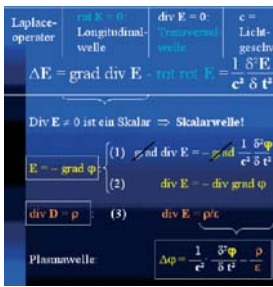 Laplace- rot E = 0: div E = 0: c =
operator Longitudinal- Transversal- Licht-
welle welle geschw
ΔE = grad div E - rot rot E = 1/c² δ²E/δt²
Div E ≠ 0 ist ein Skalar ⇒ Skalarwelle!
(1) grad div E = – grad 1/c² δ²φ/δt²
E = – grad φ
(2) div E = – div grad φ
div D = ρ : (3) div E = ρ/ε
Plasmawelle: Δφ = 1/c² · δ²φ/δt² – ρ/ε